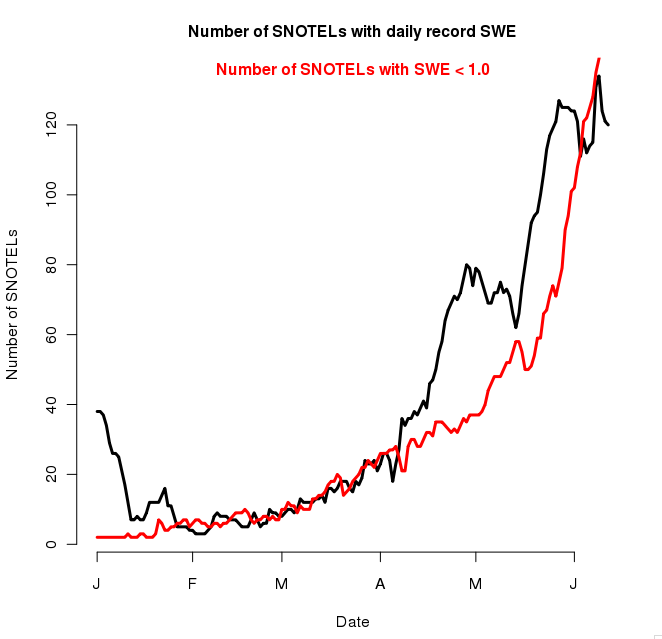 Number of SNOTELs with daily record SWE
Number of SNOTELs with SWE < 1.0
Number of SNOTELs
120
100
80
60
40
20
0
J F M A M J
Date